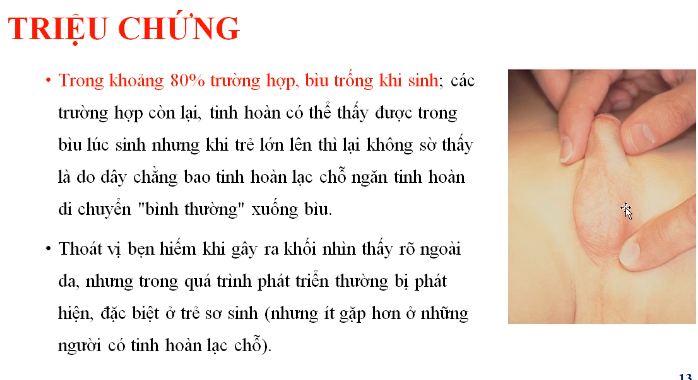 TRIỆU CHỨNG
• Trong khoảng 80% trường hợp, bìu trống khi sinh; các
trường hợp còn lại, tinh hoàn có thể thấy được trong
bìu lúc sinh nhưng khi trẻ lớn lên thì lại không sờ thấy
là do dây chằng bao tinh hoàn lạc chỗ ngăn tinh hoàn
di chuyển "bình thường" xuống bìu.
• Thoát vị bẹn hiếm khi gây ra khối nhìn thấy rõ ngoài
da, nhưng trong quá trình phát triển thường bị phát
hiện, đặc biệt ở trẻ sơ sinh (nhưng ít gặp hơn ở những
người có tinh hoàn lạc chỗ).
13